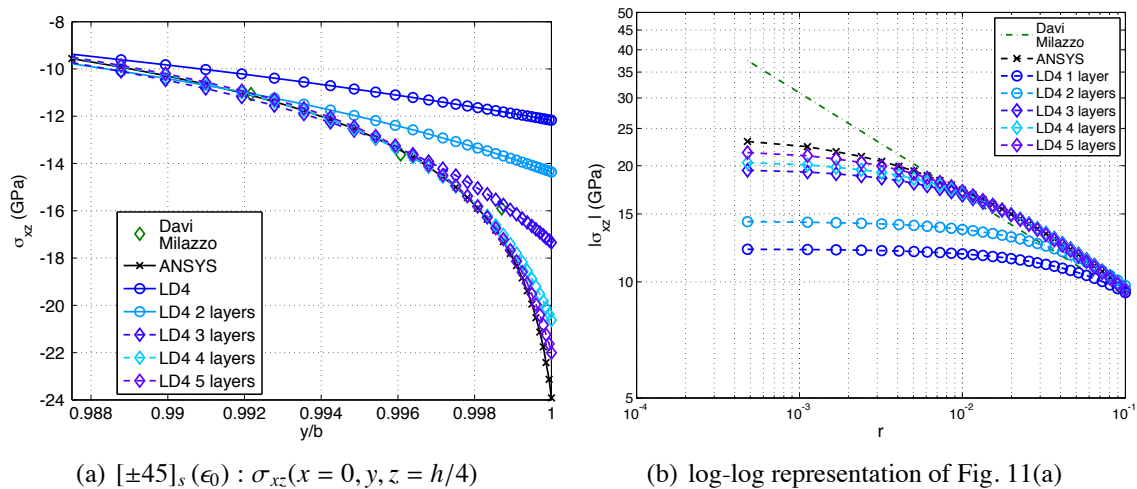 -8
-10
-12
-14
-16
-18
-20
-22
-24
σxz (GPa)
Davi
Milazzo
ANSYS
LD4
LD4 2 layers
LD4 3 layers
LD4 4 layers
LD4 5 layers
0.988 0.99 0.992 0.994 0.996 0.998 1
y/b
(a) [±45]s (ϵ0) : σxz(x = 0, y, z = h/4)
50
45
40
35
30
25
20
15
10
5
|σxz| (GPa)
Davi
Milazzo
ANSYS
LD4 1 layer
LD4 2 layers
LD4 3 layers
LD4 4 layers
LD4 5 layers
10-4 10-3 10-2 10-1
r
(b) log-log representation of Fig. 11(a)